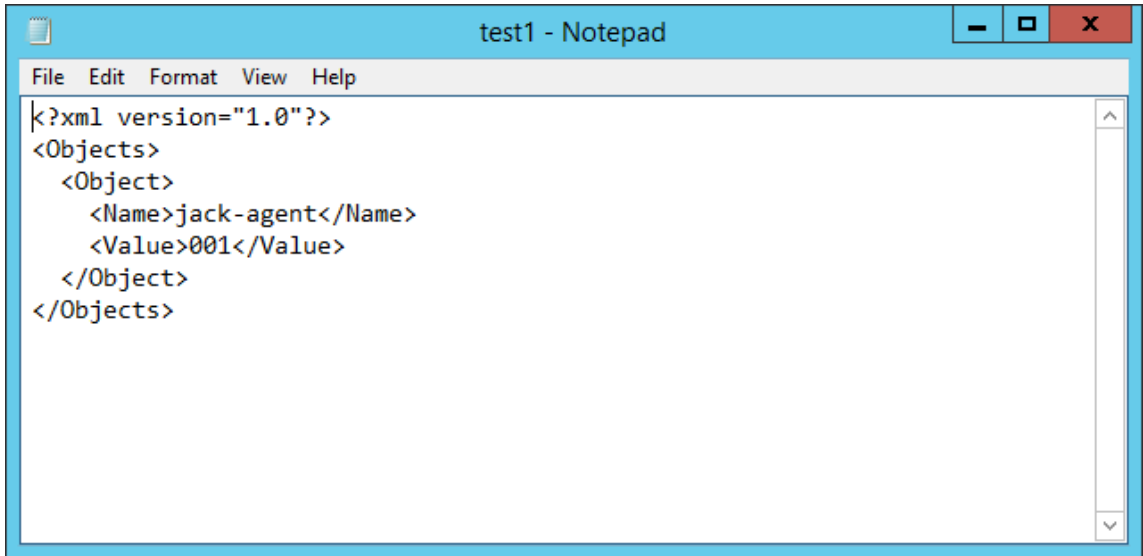 test1 - Notepad
File Edit Format View Help
<?xml version="1.0"?>
<Objects>
  <Object>
    <Name>jack-agent</Name>
    <Value>001</Value>
  </Object>
</Objects>